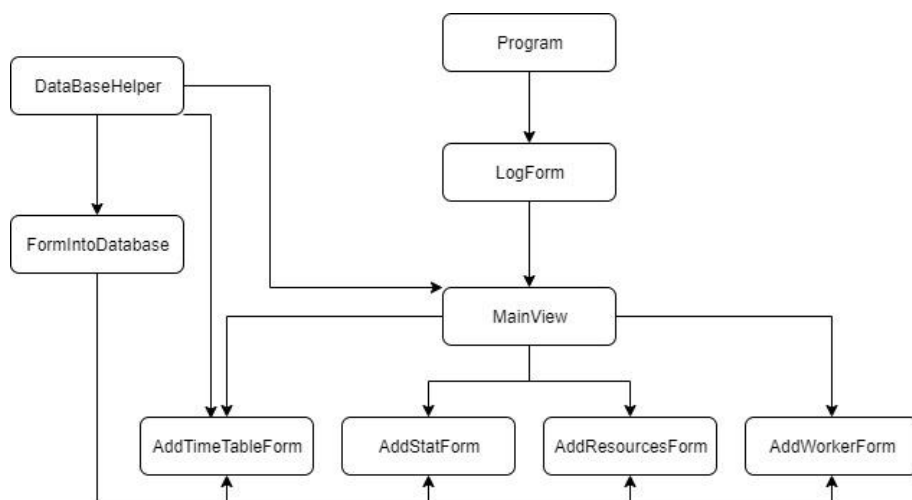 Program
DataBaseHelper
LogForm
FormIntoDatabase
MainView
AddTimeTableForm
AddStatForm
AddResourcesForm
AddWorkerForm